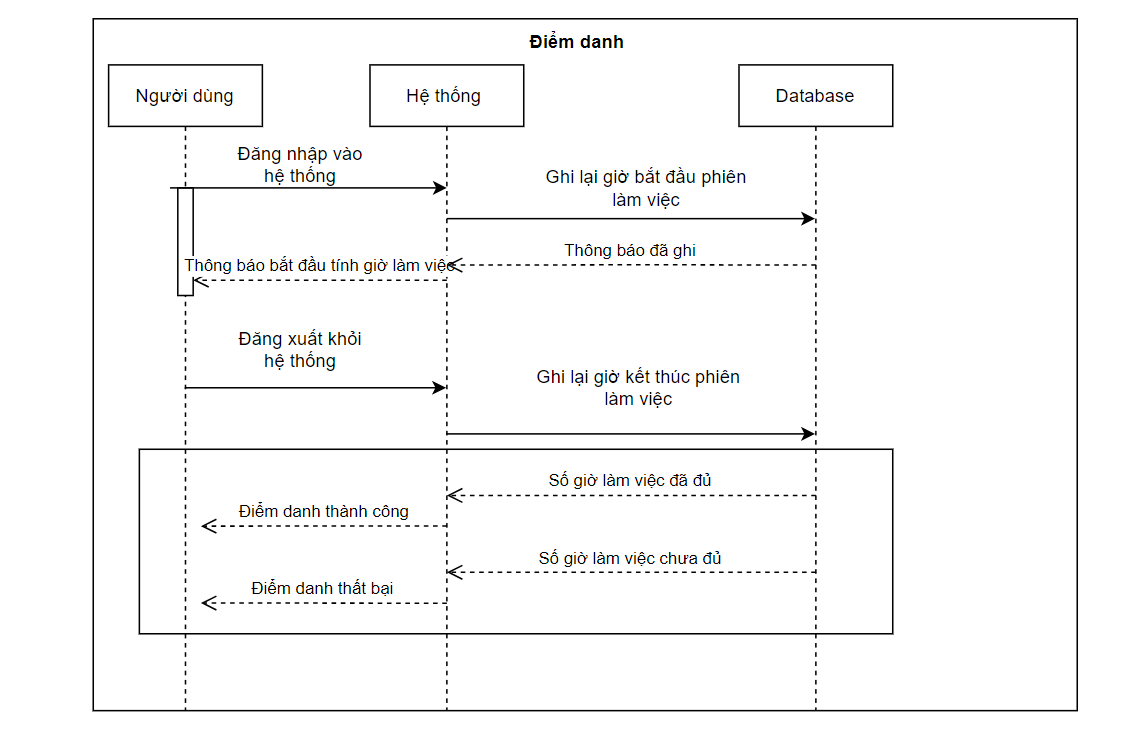 Điểm danh
Người dùng
Hệ thống
Database
Đăng nhập vào
hệ thống
Ghi lại giờ bắt đầu phiên
làm việc
Thông báo đã ghi
Thông báo bắt đầu tính giờ làm việc
Đăng xuất khỏi
hệ thống
Ghi lại giờ kết thúc phiên
làm việc
Số giờ làm việc đã đủ
Điểm danh thành công
Số giờ làm việc chưa đủ
Điểm danh thất bại